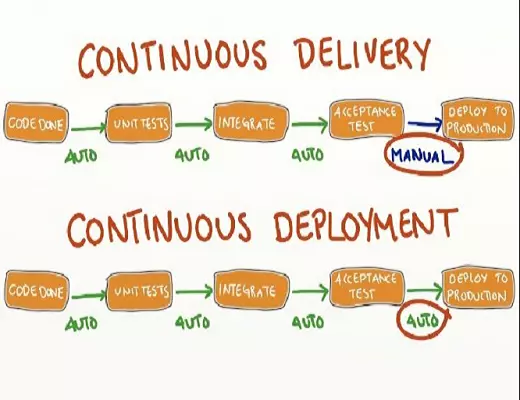 CONTINUOUS DELIVERY
CODE DONE
UNIT TESTS
INTEGRATE
ACCEPTANCE
TEST
DEPLOY TO
PRODUCTION
AUTO
AUTO
AUTO
MANUAL
CONTINUOUS DEPLOYMENT
CODE DONE
UNIT TESTS
INTEGRATE
ACCEPTANCE
TEST
DEPLOY TO
PRODUCTION
AUTO
AUTO
AUTO
AUTO